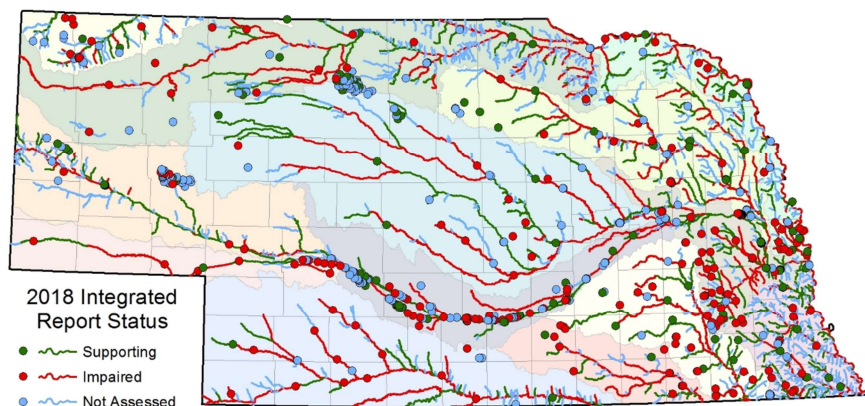 2018 Integrated
Report Status
Supporting
Impaired
Not Assessed